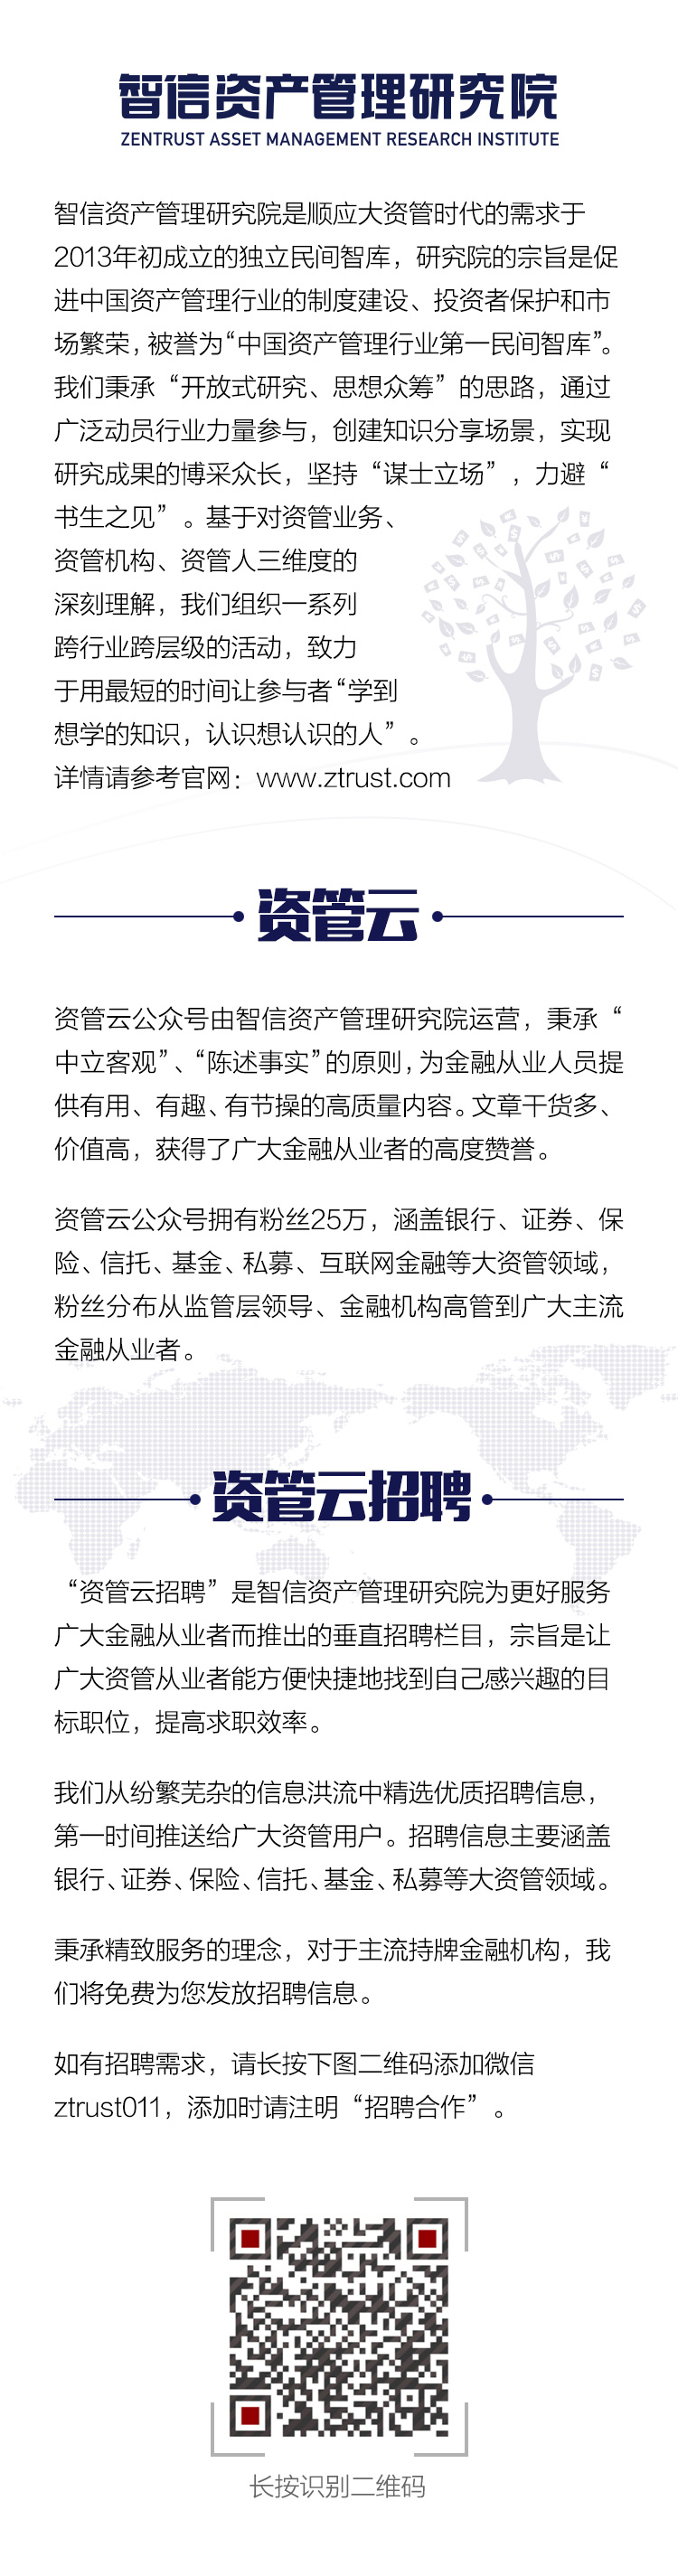 智信资产管理研究院
ZENTRUST ASSET MANAGEMENT RESEARCH INSTITUTE
智信资产管理研究院是顺应大资管时代的需求于
2013年初成立的独立民间智库，研究院的宗旨是促
进中国资产管理行业的制度建设、投资者保护和市
场繁荣，被誉为“中国资产管理行业第一民间智库”。
我们秉承“开放式研究、思想众筹”的思路，通过
广泛动员行业力量参与，创建知识分享场景，实现
研究成果的博采众长，坚持“谋士立场”，力避“
书生之见”。基于对资管业务、
资管机构、资管人三维度的
深刻理解，我们组织一系列
跨行业跨层级的活动，致力
于用最短的时间让参与者“学到
想学的知识，认识想认识的人”。
详情请参考官网：www.ztrust.com
资管云
资管云公众号由智信资产管理研究院运营，秉承“
中立客观”、“陈述事实”的原则，为金融从业人员提
供有用、有趣、有节操的高质量内容。文章干货多、
价值高，获得了广大金融从业者的高度赞誉。
资管云公众号拥有粉丝25万，涵盖银行、证券、保
险、信托、基金、私募、互联网金融等大资管领域，
粉丝分布从监管层领导、金融机构高管到广大主流
金融从业者。
资管云招聘
“资管云招聘”是智信资产管理研究院为更好服务
广大金融从业者而推出的垂直招聘栏目，宗旨是让
广大资管从业者能方便快捷地找到自己感兴趣的目
标职位，提高求职效率。
我们从纷繁芜杂的信息洪流中精选优质招聘信息，
第一时间推送给广大资管用户。招聘信息主要涵盖
银行、证券、保险、信托、基金、私募等大资管领域。
秉承精致服务的理念，对于主流持牌金融机构，我
们将免费为您发放招聘信息。
如有招聘需求，请长按下图二维码添加微信
ztrust011，添加时请注明“招聘合作”。
长按识别二维码